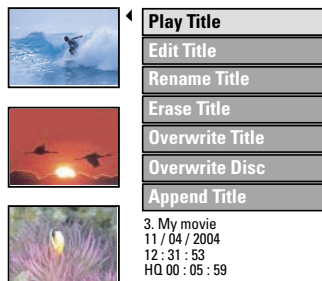 Play Title
Edit Title
Rename Title
Erase Title
Overwrite Title
Overwrite Disc
Append Title
3. My movie
11 / 04 / 2004
12 : 31 : 53
HQ 00 : 05 : 59